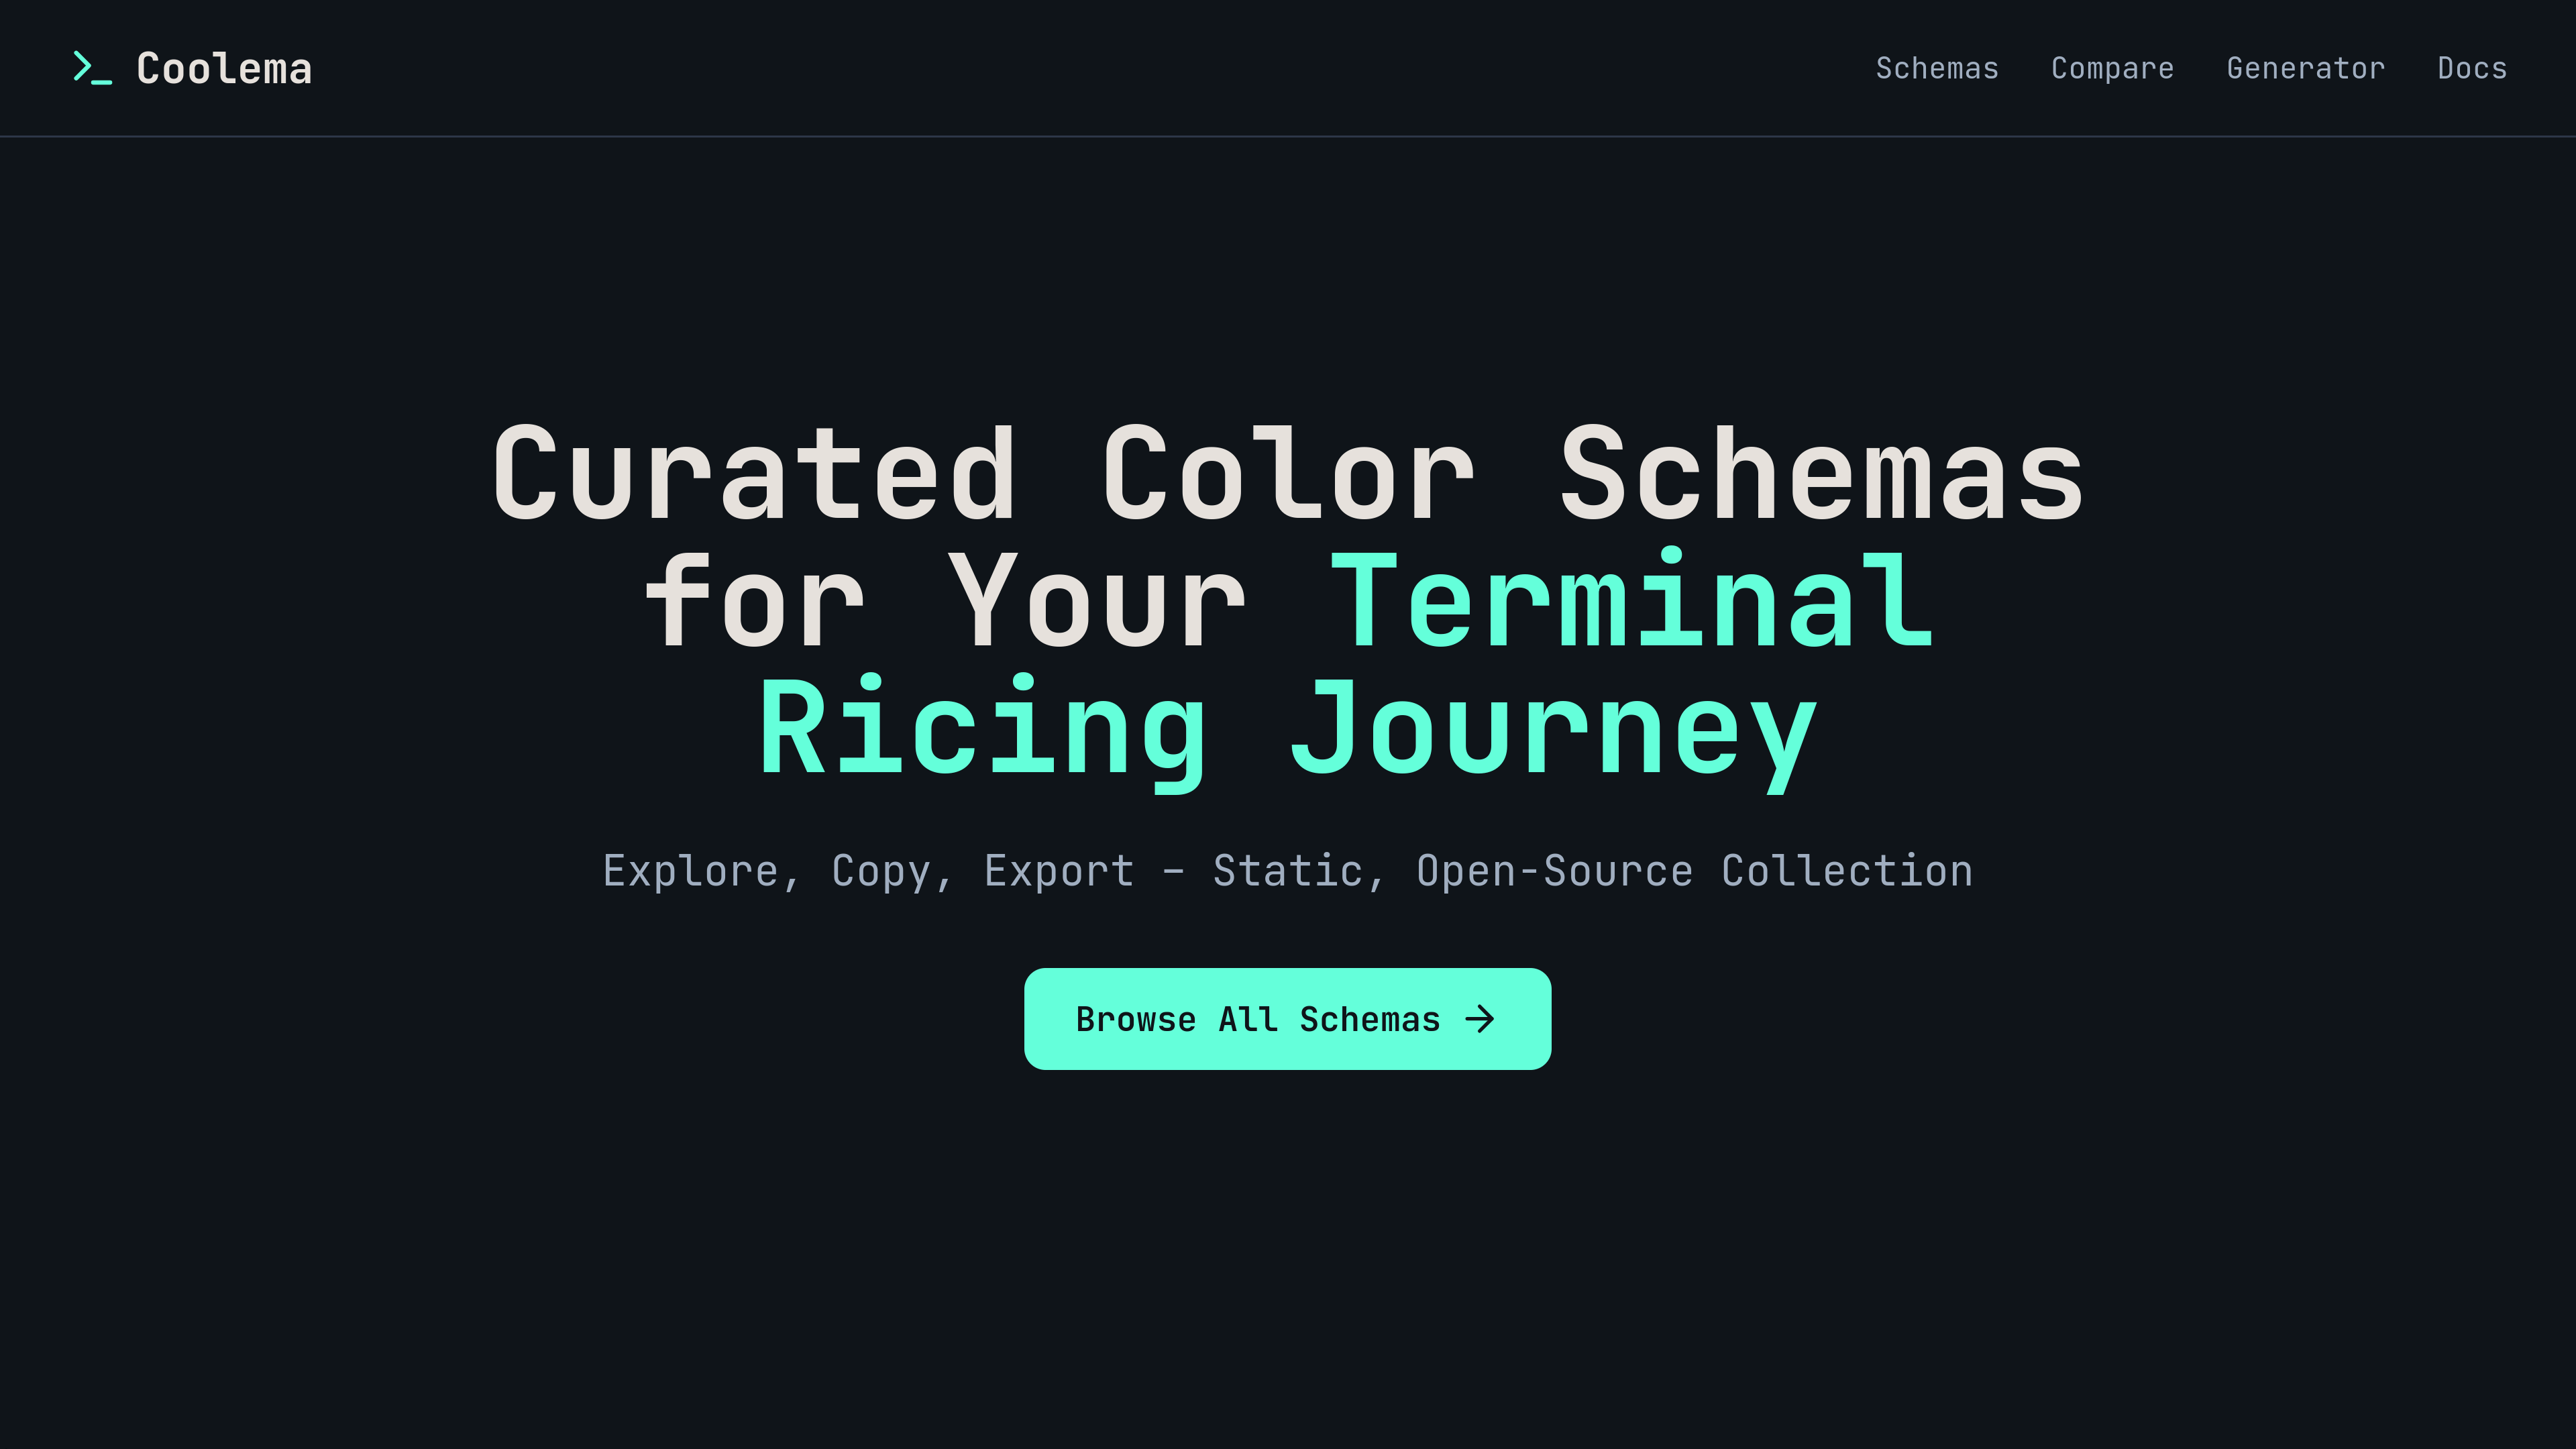 Coolema
Schemas
Compare
Generator
Docs
Curated Color Schemas
for Your Terminal
Ricing Journey
Explore, Copy, Export – Static, Open-Source Collection
Browse All Schemas →